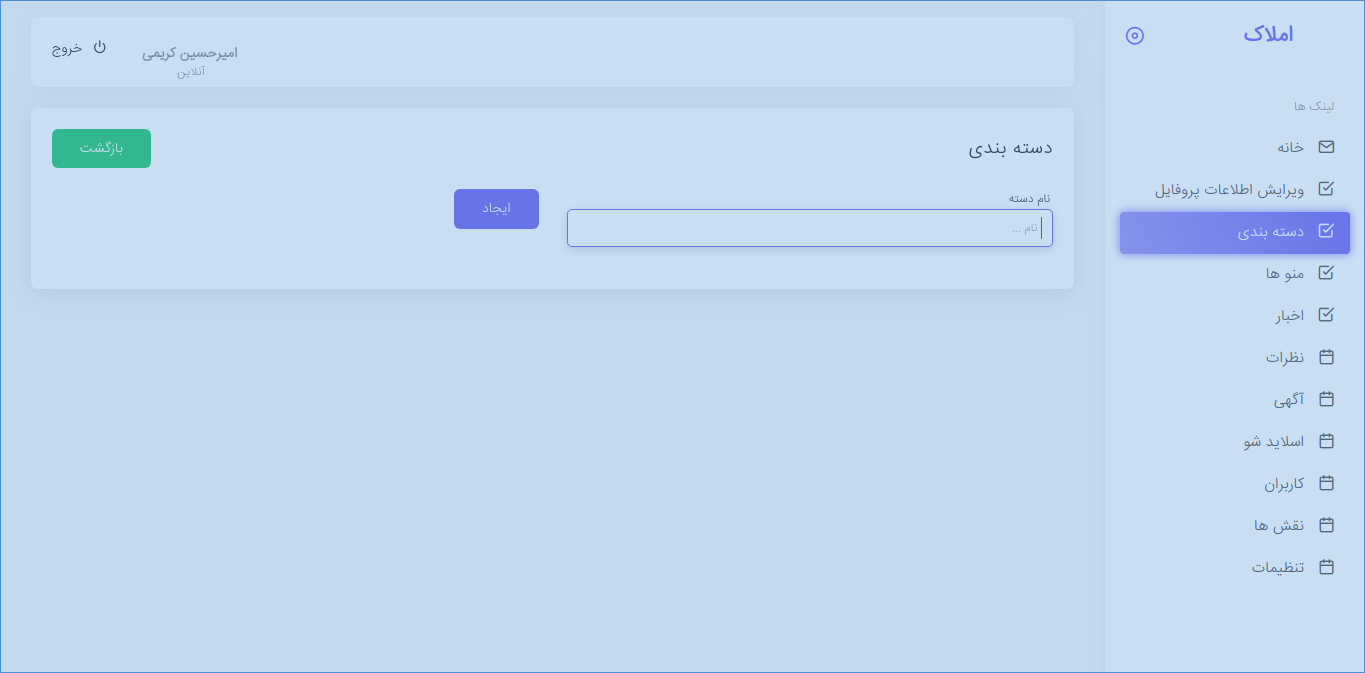 املاک
لینک ها
خانه
ویرایش اطلاعات پروفایل
دسته بندی
منو ها
اخبار
نظرات
آگهی
اسلاید شو
کاربران
نقش ها
تنظیمات
امیرحسین کریمی
آنلاین
خروج
دسته بندی
بازگشت
نام دسته
نام ...
ایجاد